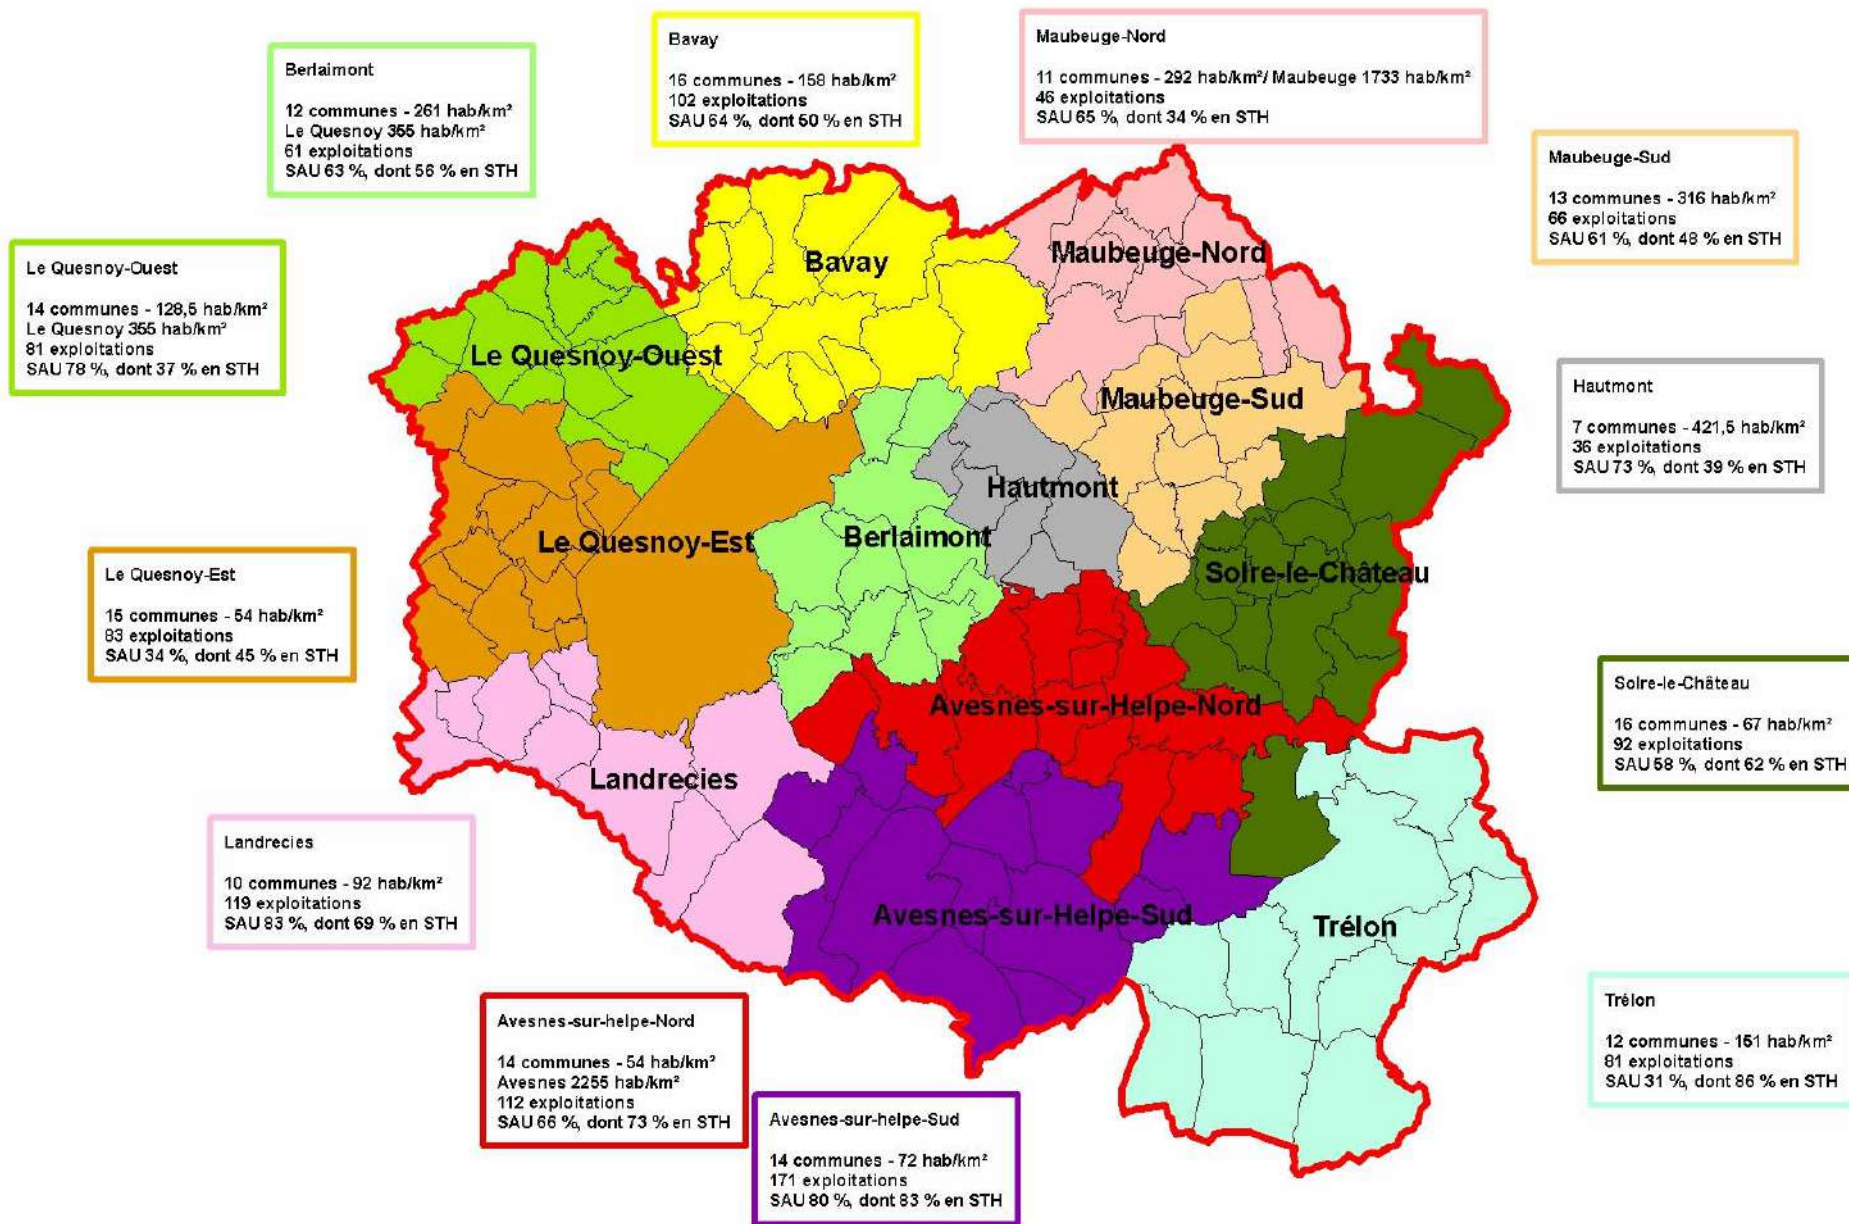 Berlaimont
12 communes - 261 hab/km²
Le Quesnoy 355 hab/km²
61 exploitations
SAU 63 %, dont 56 % en STH
Bavay
16 communes - 158 hab/km²
102 exploitations
SAU 64 %, dont 50 % en STH
Maubeuge-Nord
11 communes - 292 hab/km²/ Maubeuge 1733 hab/km²
46 exploitations
SAU 65 %, dont 34 % en STH
Maubeuge-Sud
13 communes - 316 hab/km²
66 exploitations
SAU 61 %, dont 48 % en STH
Le Quesnoy-Ouest
14 communes - 128,5 hab/km²
Le Quesnoy 355 hab/km²
81 exploitations
SAU 78 %, dont 37 % en STH
Hautmont
7 communes - 421,5 hab/km²
36 exploitations
SAU 73 %, dont 39 % en STH
Le Quesnoy-Est
15 communes - 54 hab/km²
83 exploitations
SAU 34 %, dont 45 % en STH
Solre-le-Château
16 communes - 67 hab/km²
92 exploitations
SAU 58 %, dont 62 % en STH
Landrecies
10 communes - 92 hab/km²
119 exploitations
SAU 83 %, dont 69 % en STH
Avesnes-sur-helpe-Nord
14 communes - 54 hab/km²
Avesnes 2255 hab/km²
112 exploitations
SAU 66 %, dont 73 % en STH
Avesnes-sur-helpe-Sud
14 communes - 72 hab/km²
171 exploitations
SAU 80 %, dont 83 % en STH
Trélon
12 communes - 151 hab/km²
81 exploitations
SAU 31 %, dont 86 % en STH
Bavay
Maubeuge-Nord
Le Quesnoy-Ouest
Maubeuge-Sud
Hautmont
Le Quesnoy-Est
Berlaimont
Solre-le-Château
Avesnes-sur-Helpe-Nord
Landrecies
Avesnes-sur-Helpe-Sud
Trélon